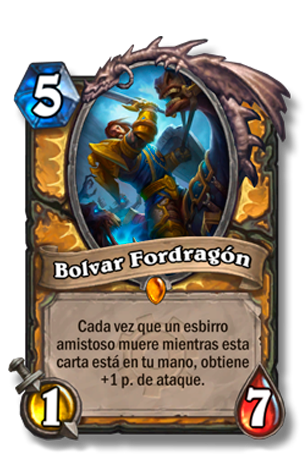 5
Bolvar Fordragón
Cada vez que un esbirro
amistoso muere mientras esta
carta está en tu mano, obtiene
+1 p. de ataque.
1
7